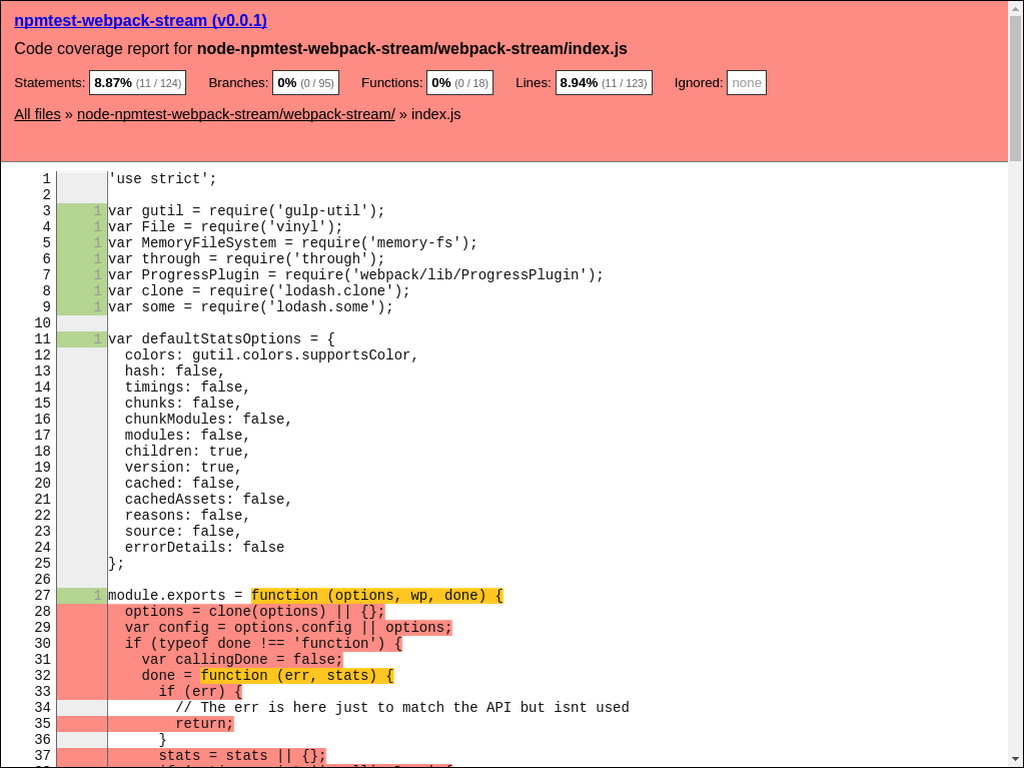 npmtest-webpack-stream (v0.0.1)
Code coverage report for node-npmtest-webpack-stream/webpack-stream/index.js
Statements: 8.87% (11 / 124) Branches: 0% (0 / 95) Functions: 0% (0 / 18) Lines: 8.94% (11 / 123) Ignored: none
All files » node-npmtest-webpack-stream/webpack-stream/ » index.js
1 'use strict';
2
3 1 var gutil = require('gulp-util');
4 1 var File = require('vinyl');
5 1 var MemoryFileSystem = require('memory-fs');
6 1 var through = require('through');
7 1 var ProgressPlugin = require('webpack/lib/ProgressPlugin');
8 1 var clone = require('lodash.clone');
9 1 var some = require('lodash.some');
10
11 1 var defaultStatsOptions = {
12 colors: gutil.colors.supportsColor,
13 hash: false,
14 timings: false,
15 chunks: false,
16 chunkModules: false,
17 modules: false,
18 children: true,
19 version: true,
20 cached: false,
21 cachedAssets: false,
22 reasons: false,
23 source: false,
24 errorDetails: false
25 };
26
27 1 module.exports = function (options, wp, done) {
28 options = clone(options) || {};
29 var config = options.config || options;
30 if (typeof done !== 'function') {
31 var callingDone = false;
32 done = function (err, stats) {
33 if (err) {
34 // The err is here just to match the API but isnt used
35 return;
36 }
37 stats = stats || {};